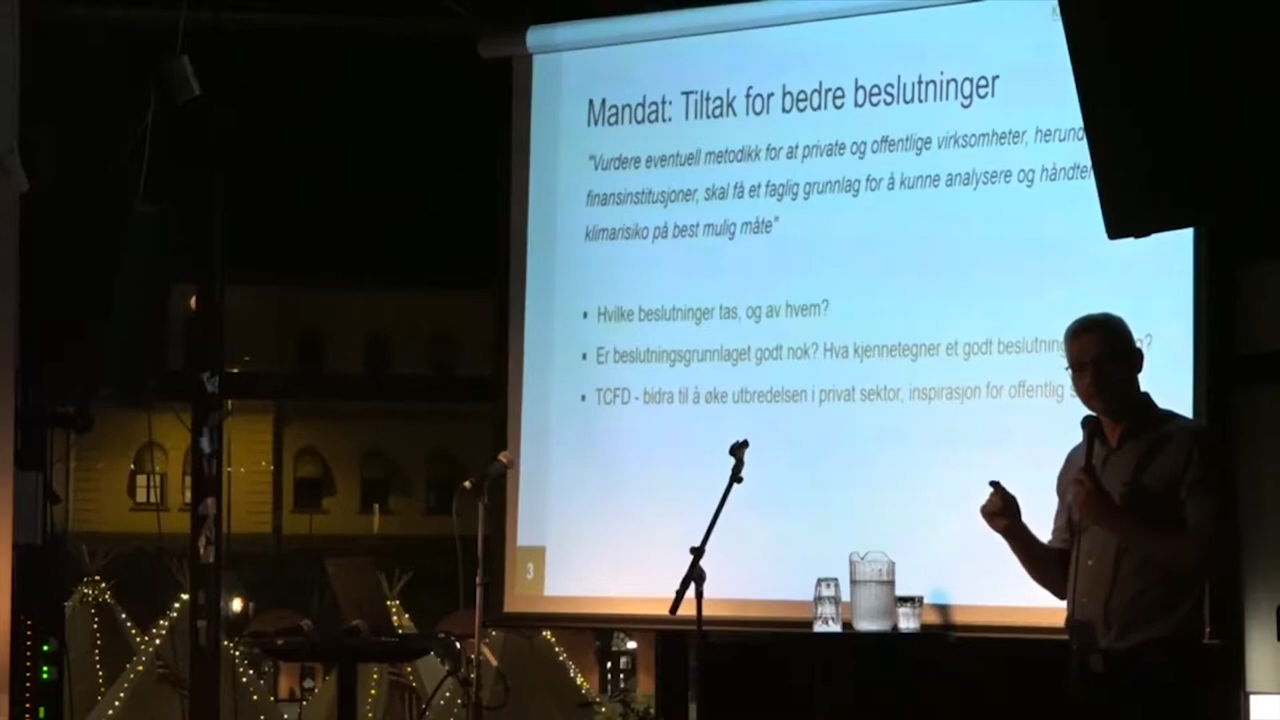 Mandat: Tiltak for bedre beslutninger
"Vurdere eventuell metodikk for at private og offentlige virksomheter, herund
finansinstitusjoner, skal få et faglig grunnlag for å kunne analysere og håndter
klimarisiko på best mulig måte"
• Hvilke beslutninger tas, og av hvem?
• Er beslutningsgrunnlaget godt nok? Hva kjennetegner et godt beslutning g?
• TCFD - bidra til å øke utbredelsen i privat sektor, inspirasjon for offentlig s
3